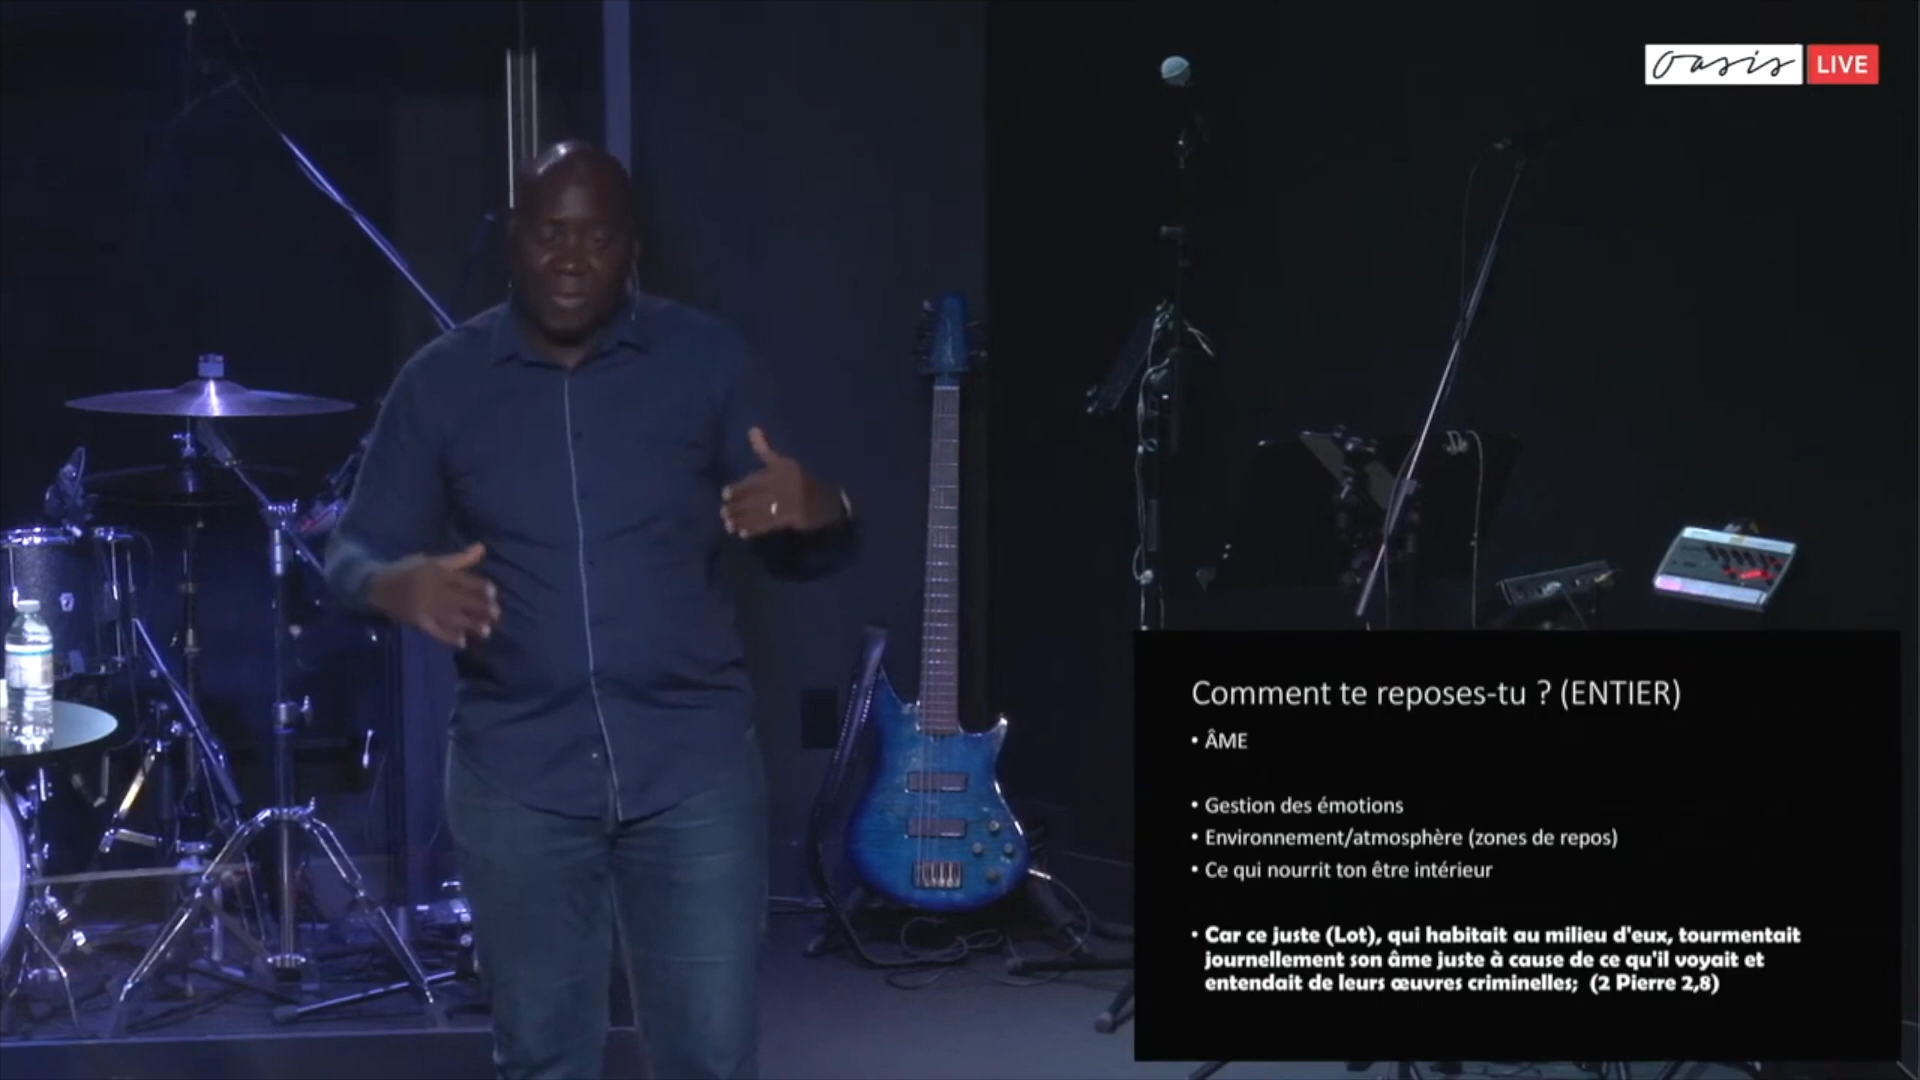 oasis LIVE
Comment te reposes-tu ? (ENTIER)
• ÂME
• Gestion des émotions
• Environnement/atmosphère (zones de repos)
• Ce qui nourrit ton être intérieur
• Car ce juste (Lot), qui habitait au milieu d'eux, tourmentait
journellement son âme juste à cause de ce qu'il voyait et
entendait de leurs œuvres criminelles; (2 Pierre 2,8)